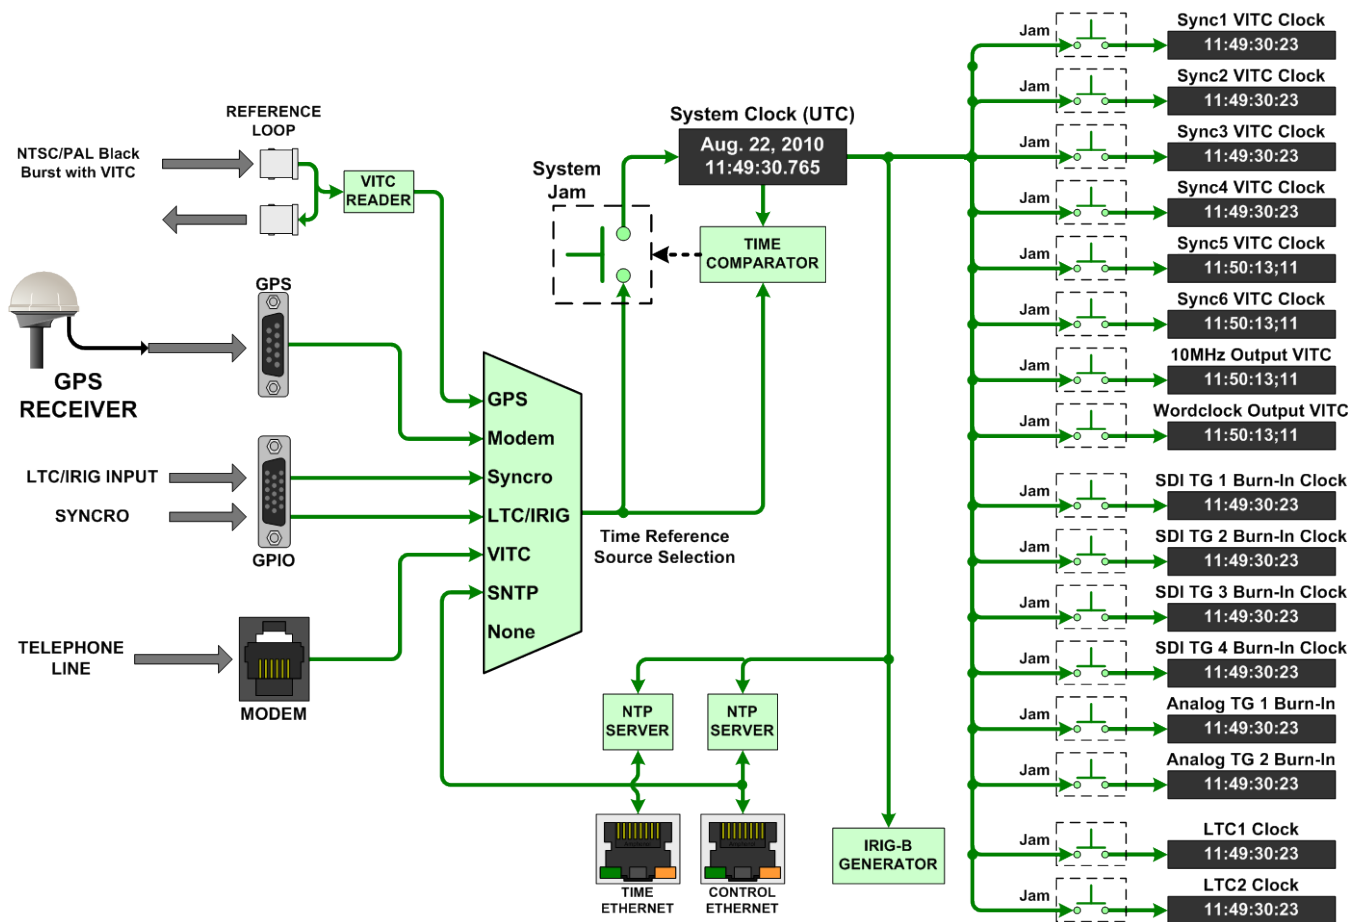 REFERENCE
LOOP
NTSC/PAL Black
Burst with VITC
VITC
READER
GPS
GPS
RECEIVER
LTC/IRIG INPUT
SYNCRO
GPIO
TELEPHONE
LINE
MODEM
GPS
Modem
Syncro
LTC/IRIG
VITC
SNTP
None
Time Reference
Source Selection
System
Jam
System Clock (UTC)
Aug. 22, 2010
11:49:30.765
TIME
COMPARATOR
NTP
SERVER
NTP
SERVER
TIME
ETHERNET
CONTROL
ETHERNET
IRIG-B
GENERATOR
Jam
Sync1 VITC Clock
11:49:30:23
Jam
Sync2 VITC Clock
11:49:30:23
Jam
Sync3 VITC Clock
11:49:30:23
Jam
Sync4 VITC Clock
11:49:30:23
Jam
Sync5 VITC Clock
11:50:13;11
Jam
Sync6 VITC Clock
11:50:13;11
Jam
10MHz Output VITC
11:50:13;11
Jam
Wordclock Output VITC
11:50:13;11
Jam
SDI TG 1 Burn-In Clock
11:49:30:23
Jam
SDI TG 2 Burn-In Clock
11:49:30:23
Jam
SDI TG 3 Burn-In Clock
11:49:30:23
Jam
SDI TG 4 Burn-In Clock
11:49:30:23
Jam
Analog TG 1 Burn-In
11:49:30:23
Jam
Analog TG 2 Burn-In
11:49:30:23
Jam
LTC1 Clock
11:49:30:23
Jam
LTC2 Clock
11:49:30:23